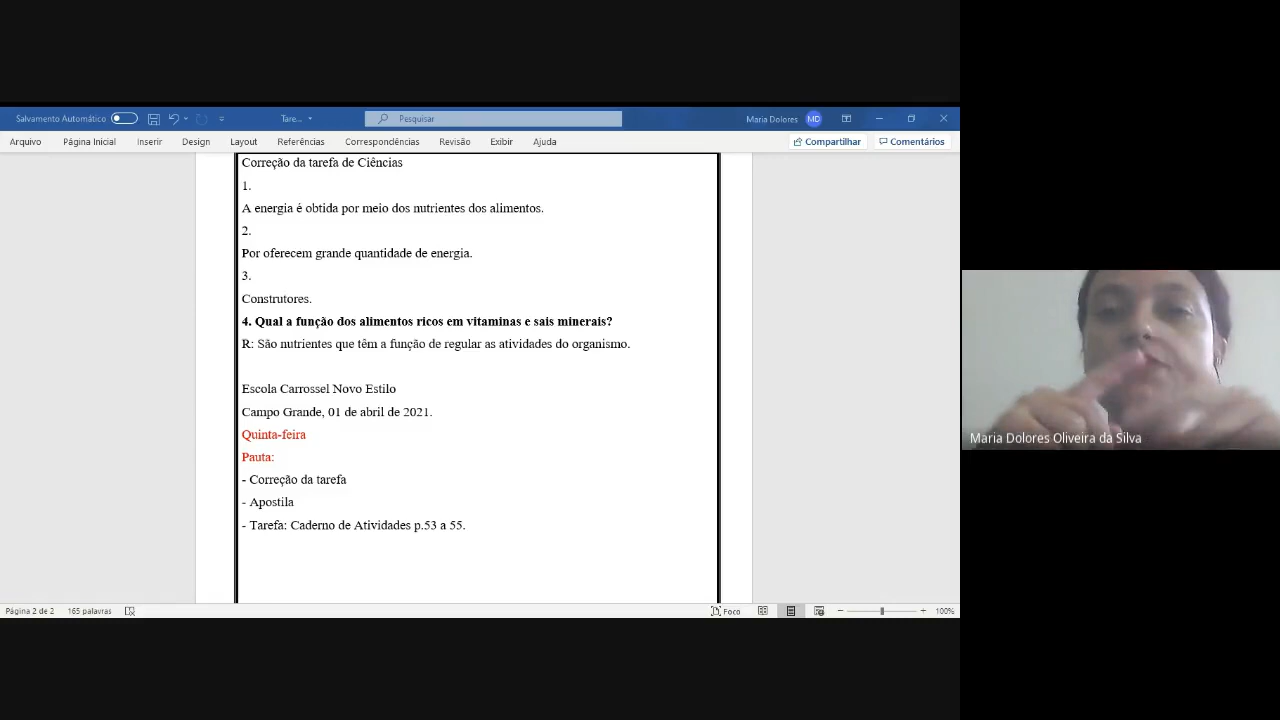 Salvamento Automático
Tare...
Pesquisar
Maria Dolores
MD
Arquivo
Página Inicial
Inserir
Design
Layout
Referências
Correspondências
Revisão
Exibir
Ajuda
Compartilhar
Comentários
Correção da tarefa de Ciências
1.
A energia é obtida por meio dos nutrientes dos alimentos.
2.
Por oferecem grande quantidade de energia.
3.
Construtores.
4. Qual a função dos alimentos ricos em vitaminas e sais minerais?
R: São nutrientes que têm a função de regular as atividades do organismo.
Escola Carrossel Novo Estilo
Campo Grande, 01 de abril de 2021.
Quinta-feira
Pauta:
- Correção da tarefa
- Apostila
- Tarefa: Caderno de Atividades p.53 a 55.
Maria Dolores Oliveira da Silva
Página 2 de 2
165 palavras
Foco
100%